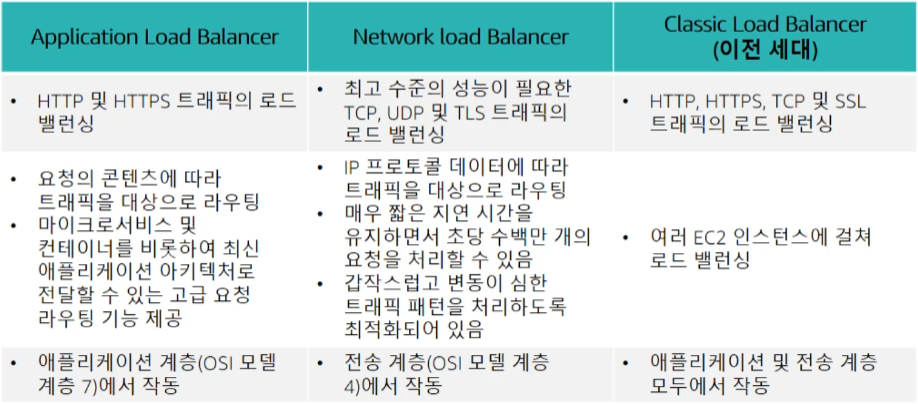 Application Load Balancer
Network load Balancer
Classic Load Balancer
(이전 세대)
• HTTP 및 HTTPS 트래픽의 로드
밸런싱
• 최고 수준의 성능이 필요한
TCP, UDP 및 TLS 트래픽의
로드 밸런싱
• HTTP, HTTPS, TCP 및 SSL
트래픽의 로드 밸런싱
• 요청의 콘텐츠에 따라
트래픽을 대상으로 라우팅
• 마이크로서비스 및
컨테이너를 비롯하여 최신
애플리케이션 아키텍처로
전달할 수 있는 고급 요청
라우팅 기능 제공
• IP 프로토콜 데이터에 따라
트래픽을 대상으로 라우팅
• 매우 짧은 지연 시간을
유지하면서 초당 수백만 개의
요청을 처리할 수 있음
• 갑작스럽고 변동이 심한
트래픽 패턴을 처리하도록
최적화되어 있음
• 여러 EC2 인스턴스에 걸쳐
로드 밸런싱
• 애플리케이션 계층(OSI 모델
계층 7)에서 작동
• 전송 계층(OSI 모델 계층
4)에서 작동
• 애플리케이션 및 전송 계층
모두에서 작동